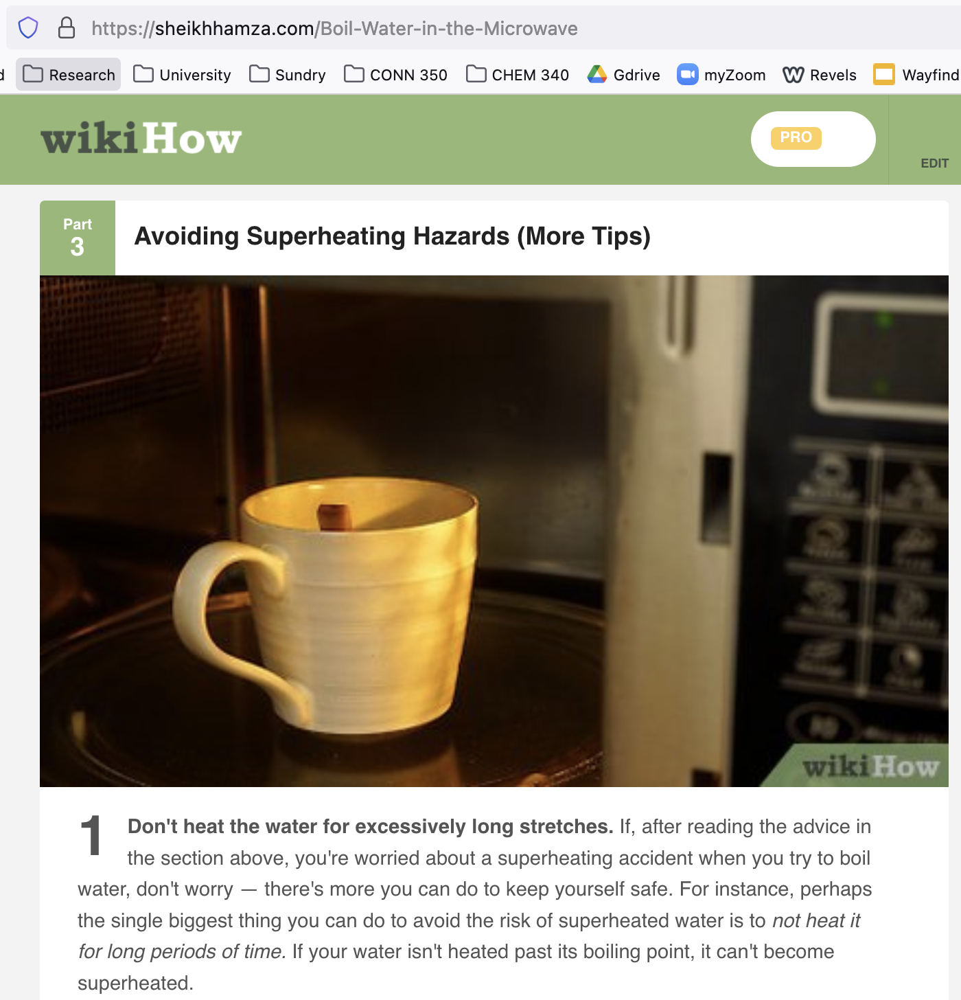 https://sheikhhamza.com/Boil-Water-in-the-Microwave
d Research University Sundry CONN 350 CHEM 340 Gdrive myZoom Revels Wayfind
wikiHow PRO
EDIT
Part
3
Avoiding Superheating Hazards (More Tips)
wikiHow
1 Don't heat the water for excessively long stretches. If, after reading the advice in
the section above, you're worried about a superheating accident when you try to boil
water, don't worry — there's more you can do to keep yourself safe. For instance, perhaps
the single biggest thing you can do to avoid the risk of superheated water is to not heat it
for long periods of time. If your water isn't heated past its boiling point, it can't become
superheated.